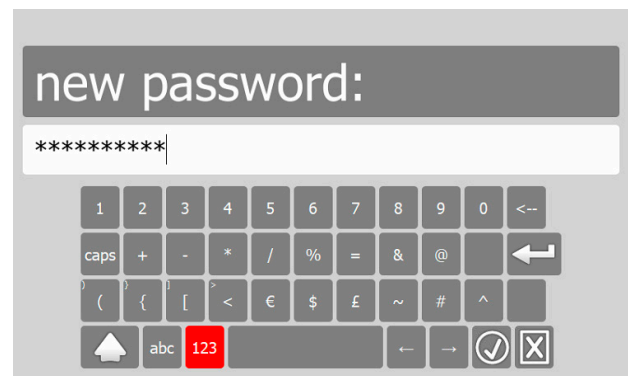 new password:
**********
1 2 3 4 5 6 7 8 9 0 <--
caps + - * / % = & @
) } ] >
( { [ < € $ £ ~ # ^
abc 123 ← →